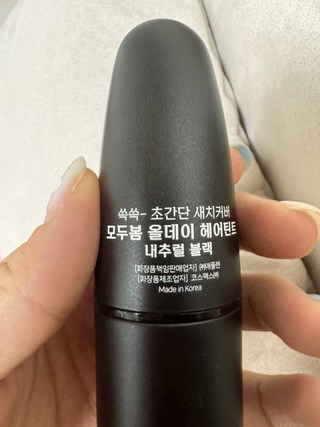 쓱쓱- 초간단 새치커버
모두봄 올데이 헤어틴트
내추럴 블랙
[화장품책임판매업자] ㈜애플랜
[화장품제조업자] 코스맥스㈜
Made in Korea